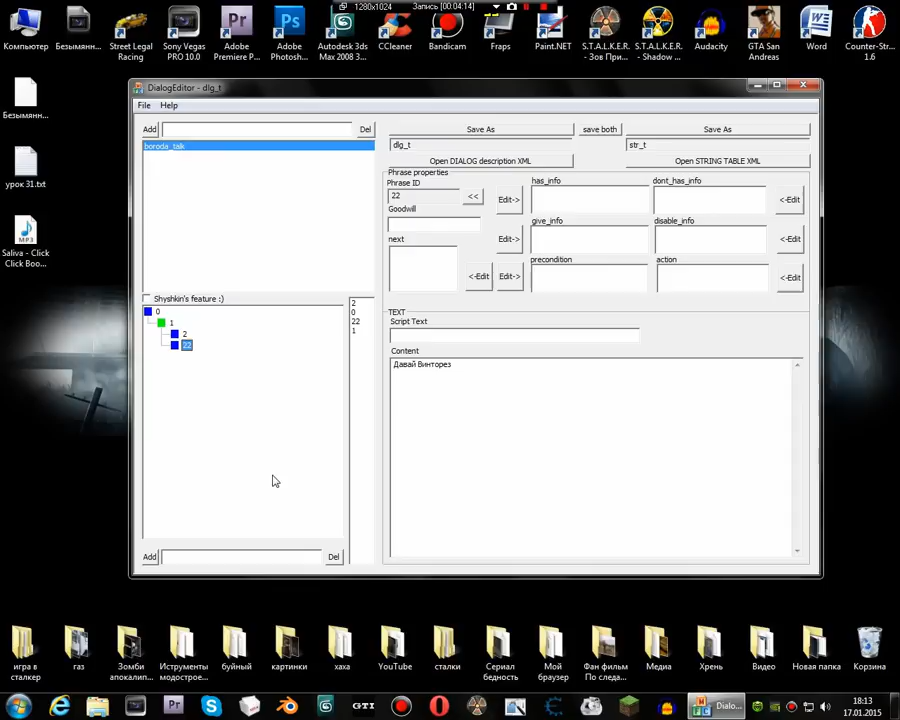 1280x1024 Запись [00:04:14]
Компьютер
Безымянн...
Street Legal Racing
Sony Vegas PRO 10.0
Adobe Premiere P...
Adobe Photosh...
Autodesk 3ds Max 2008 3...
CCleaner
Bandicam
Fraps
Paint.NET
S.T.A.L.K.E.R. - Зов При...
S.T.A.L.K.E.R. - Shadow ...
Audacity
GTA San Andreas
Word
Counter-Str... 1.6
Безымянн...
урок 31.txt
MP3
Saliva - Click Click Boo...
DialogEditor - dlg_t
File Help
Add Del
boroda_talk
Save As save both Save As
dlg_t str_t
Open DIALOG description XML Open STRING TABLE XML
Phrase properties
Phrase ID has_info dont_has_info
22 << Edit-> <-Edit
Goodwill
give_info disable_info
next Edit-> <-Edit
precondition action
<-Edit Edit-> <-Edit
Shyshkin's feature :)
0
1
2
22
2
0
22
1
TEXT
Script Text
Content
Давай Винторез
Add Del
игра в сталкер
газ
Зомби апокалип...
Иструменты модострое...
буйный
картинки
хаха
YouTube
сталки
Сериал бедность
Мой браузер
Фан фильм По следа...
Медиа
Хрень
Видео
Новая папка
Корзина
Pr
GTI
Dialo...
18:13
17.01.2015